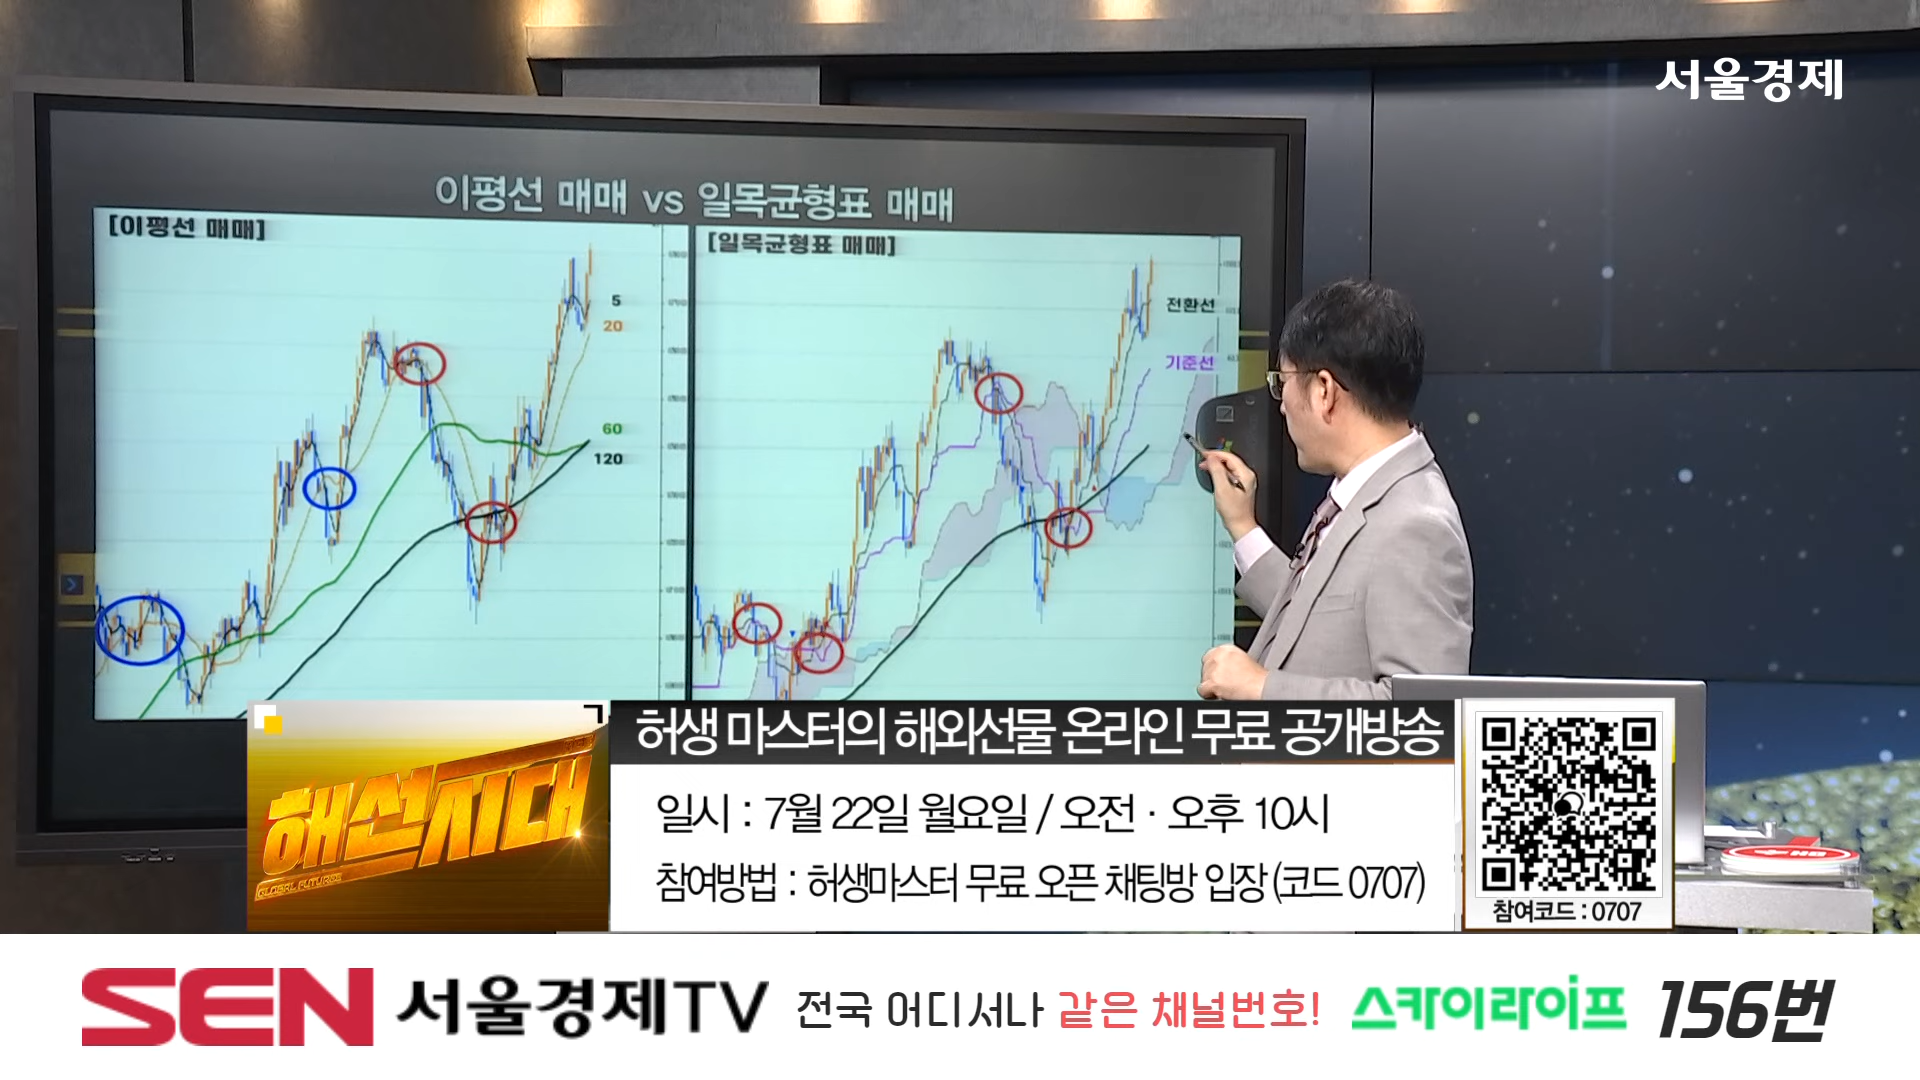 서울경제
이평선 매매 vs 일목균형표 매매
[이평선 매매]
[일목균형표 매매]
5
20
60
120
전환선
기준선
해선시대
GLOBAL FUTURES
허생 마스터의 해외선물 온라인 무료 공개방송
일시 : 7월 22일 월요일 / 오전 · 오후 10시
참여방법 : 허생마스터 무료 오픈 채팅방 입장 (코드 0707)
참여코드 : 0707
SEN 서울경제TV 전국 어디서나 같은 채널번호! 스카이라이프 156번